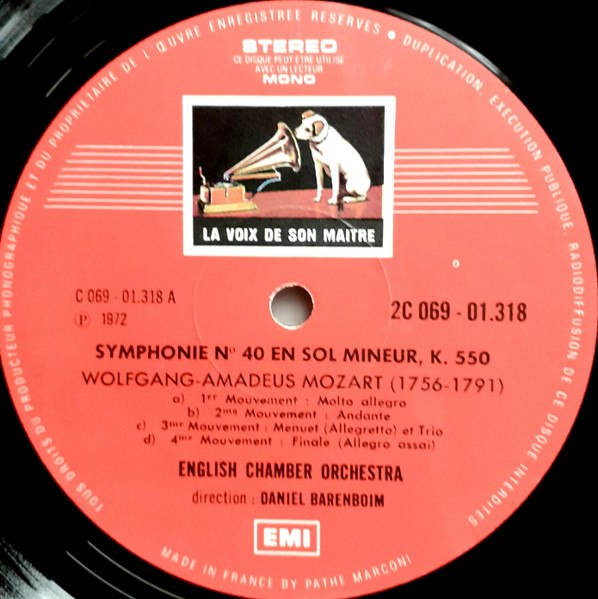 TOUS DROITS DU PRODUCTEUR PHONOGRAPHIQUE ET DU PROPRIETAIRE DE L'ŒUVRE ENREGISTREE RESERVES • DUPLICATION, EXECUTION PUBLIQUE, RADIODIFFUSION DE CE DISQUE INTERDITES
STEREO
CE DISQUE PEUT ETRE UTILISE
AVEC UN LECTEUR
MONO
LA VOIX DE SON MAITRE
C 069 - 01.318 A
2C 069 - 01.318
Ⓟ 1972
SYMPHONIE Nº 40 EN SOL MINEUR, K. 550
WOLFGANG-AMADEUS MOZART (1756-1791)
a) 1er Mouvement : Molto allegro
b) 2me Mouvement : Andante
c) 3me Mouvement : Menuet (Allegretto) et Trio
d) 4me Mouvement : Finale (Allegro assai)
ENGLISH CHAMBER ORCHESTRA
direction : DANIEL BARENBOIM
EMI
MADE IN FRANCE BY PATHE MARCONI